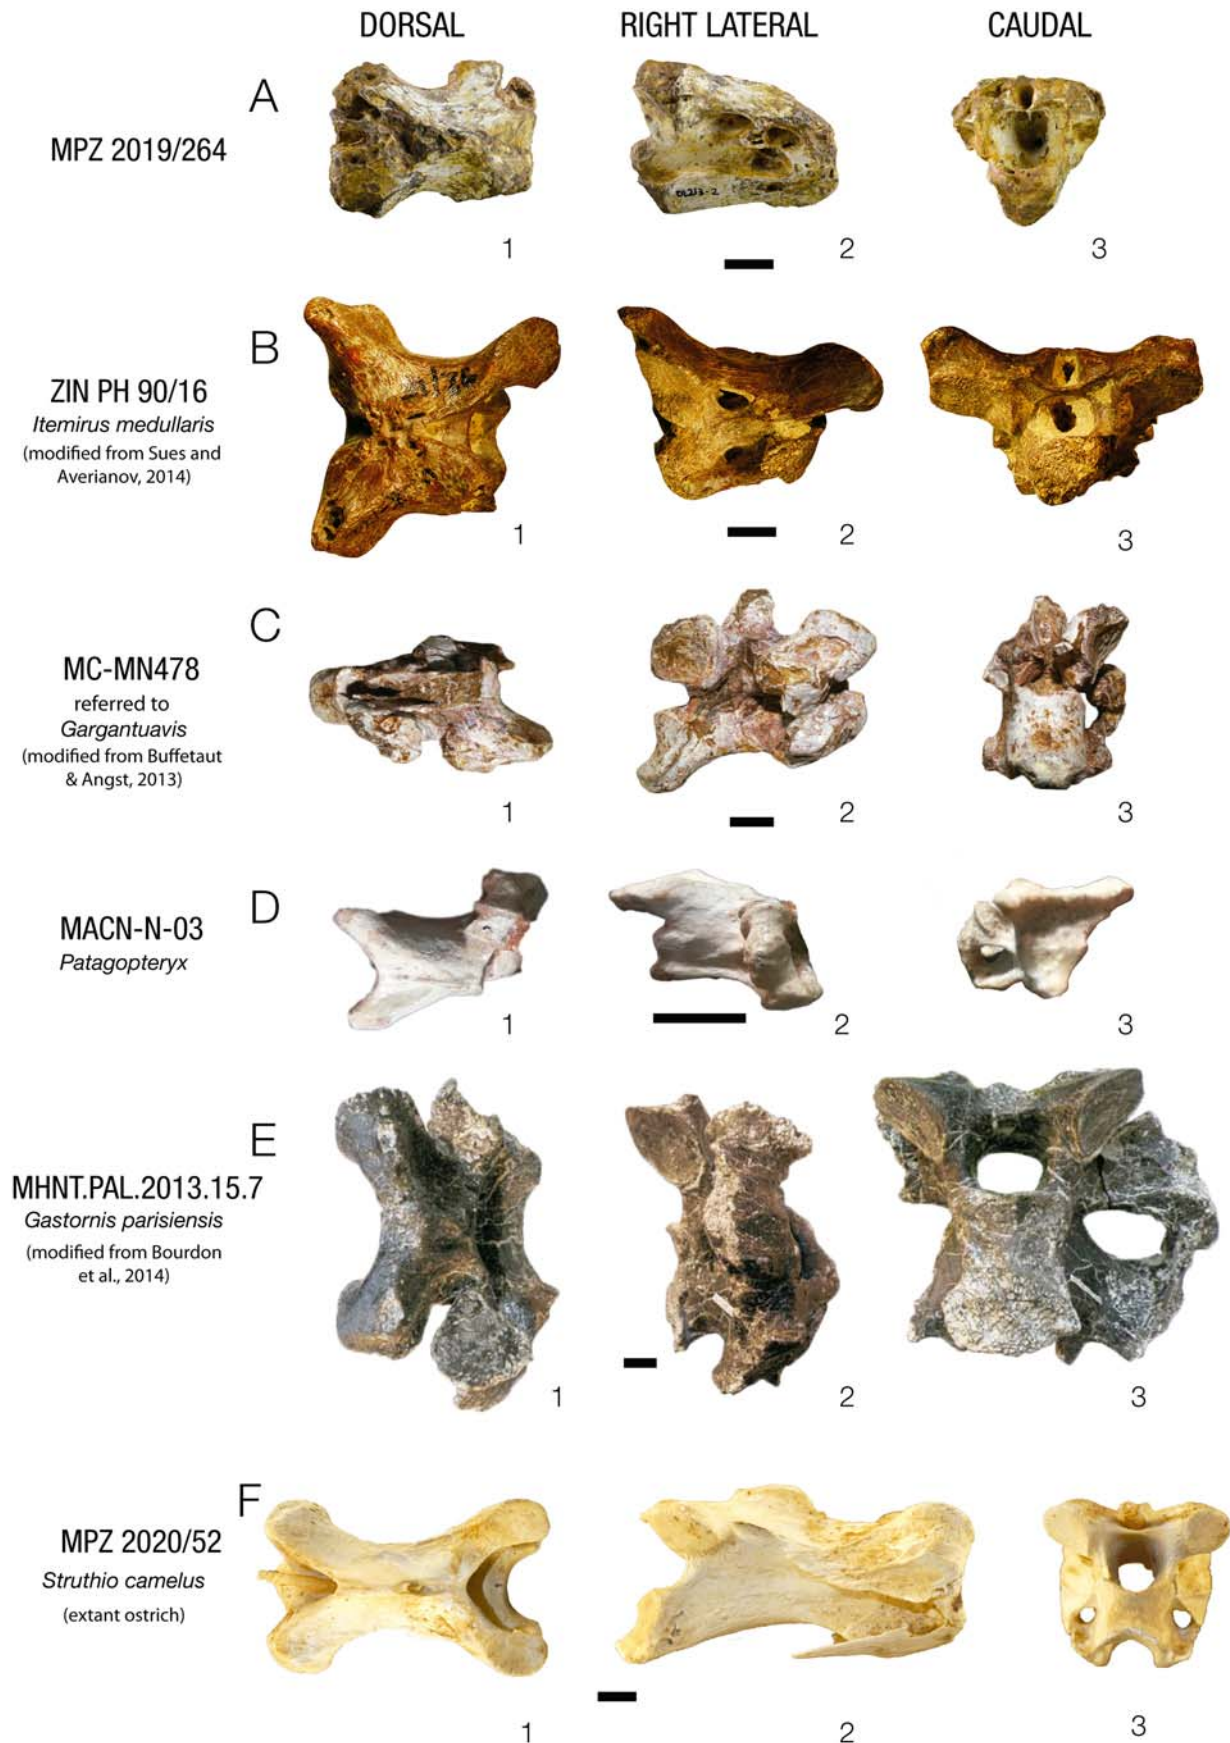 DORSAL
RIGHT LATERAL
CAUDAL
A
MPZ 2019/264
OL213-2
1
2
3
B
ZIN PH 90/16
Itemirus medullaris
(modified from Sues and
Averianov, 2014)
1
2
3
C
MC-MN478
referred to
Gargantuavis
(modified from Buffetaut
& Angst, 2013)
1
2
3
D
MACN-N-03
Patagopteryx
1
2
3
E
MHNT.PAL.2013.15.7
Gastornis parisiensis
(modified from Bourdon
et al., 2014)
1
2
3
F
MPZ 2020/52
Struthio camelus
(extant ostrich)
1
2
3